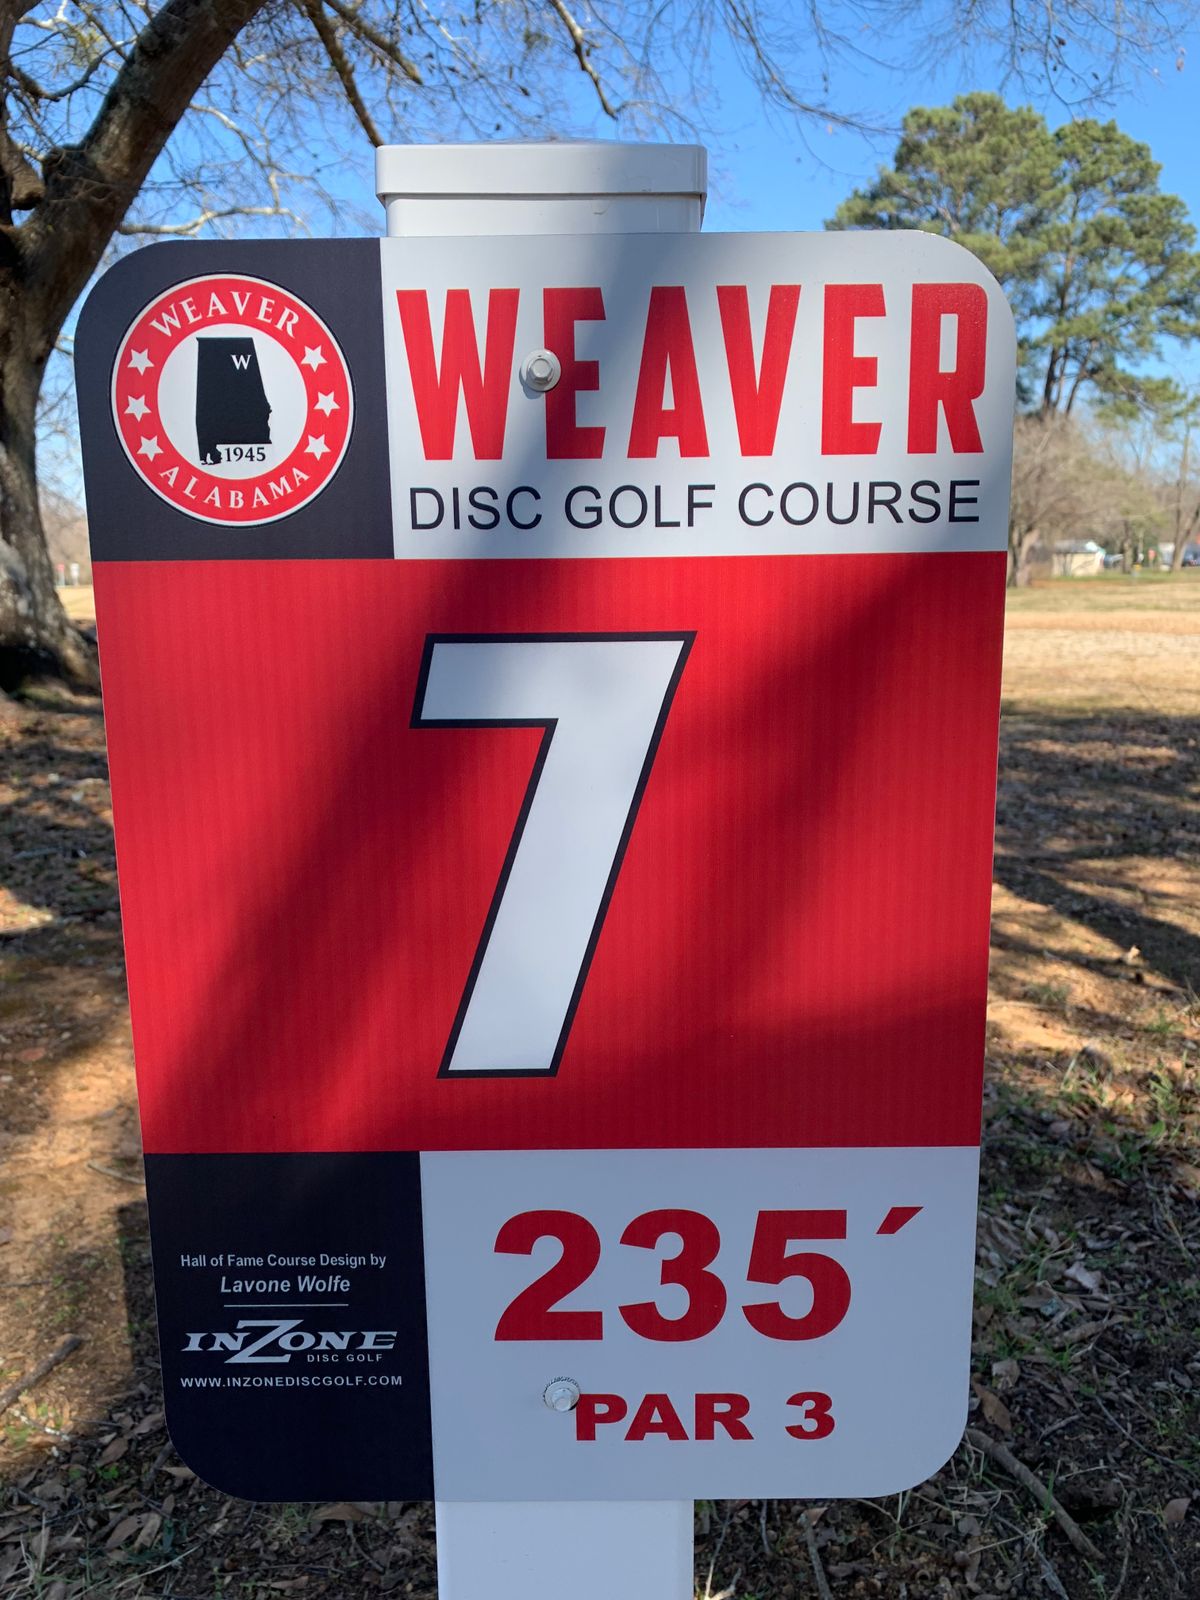 WEAVER
W
1945
ALABAMA
WEAVER
DISC GOLF COURSE
7
Hall of Fame Course Design by
Lavone Wolfe
INZONE
DISC GOLF
WWW.INZONEDISCGOLF.COM
235´
PAR 3